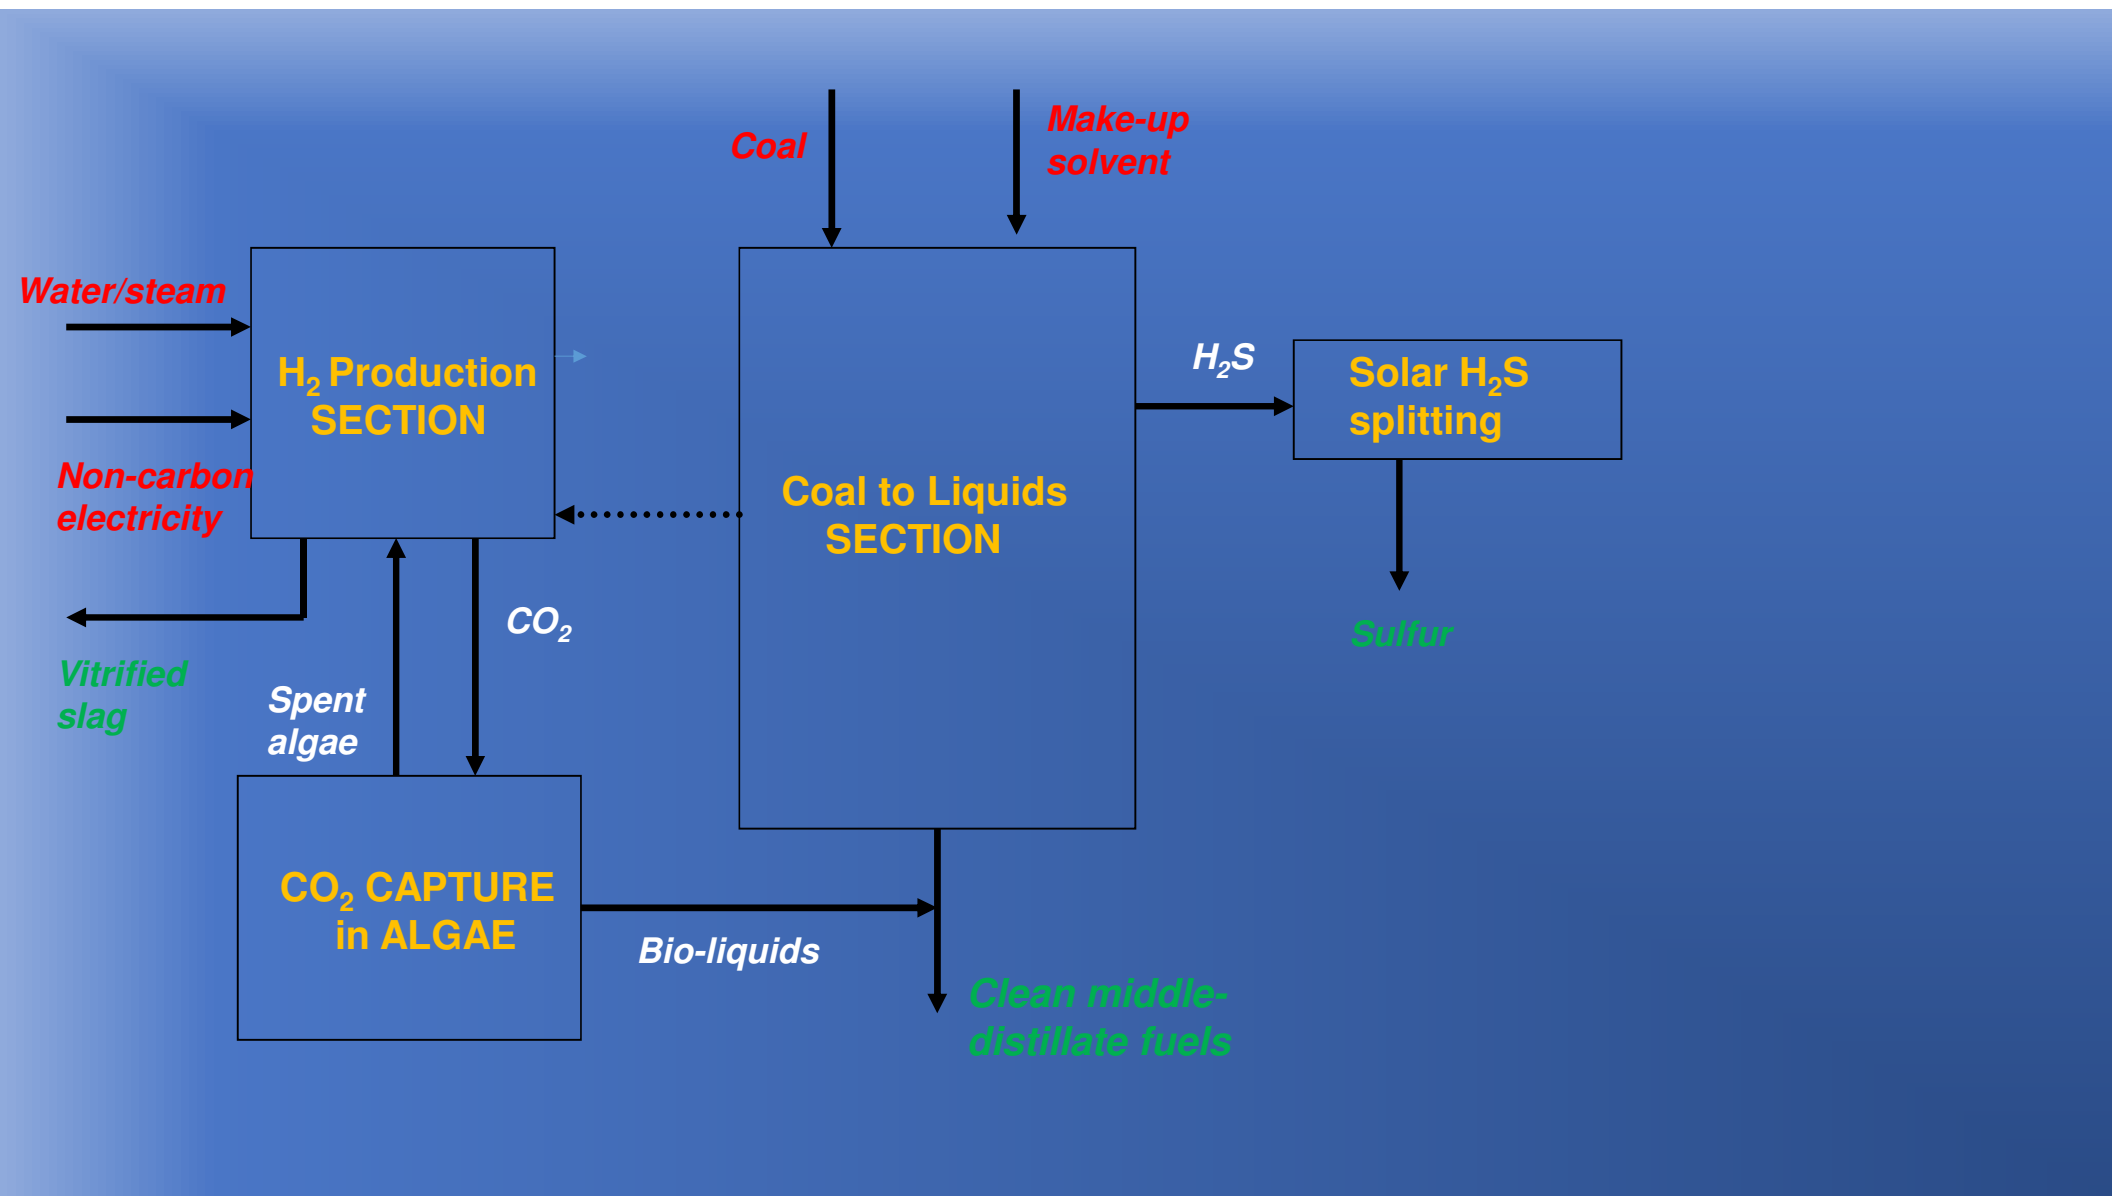 Coal
Make-up
solvent
Water/steam
H₂ Production
SECTION
Non-carbon
electricity
H₂S
Solar H₂S
splitting
Coal to Liquids
SECTION
CO₂
Sulfur
Vitrified
slag
Spent
algae
CO₂ CAPTURE
in ALGAE
Bio-liquids
Clean middle-
distillate fuels